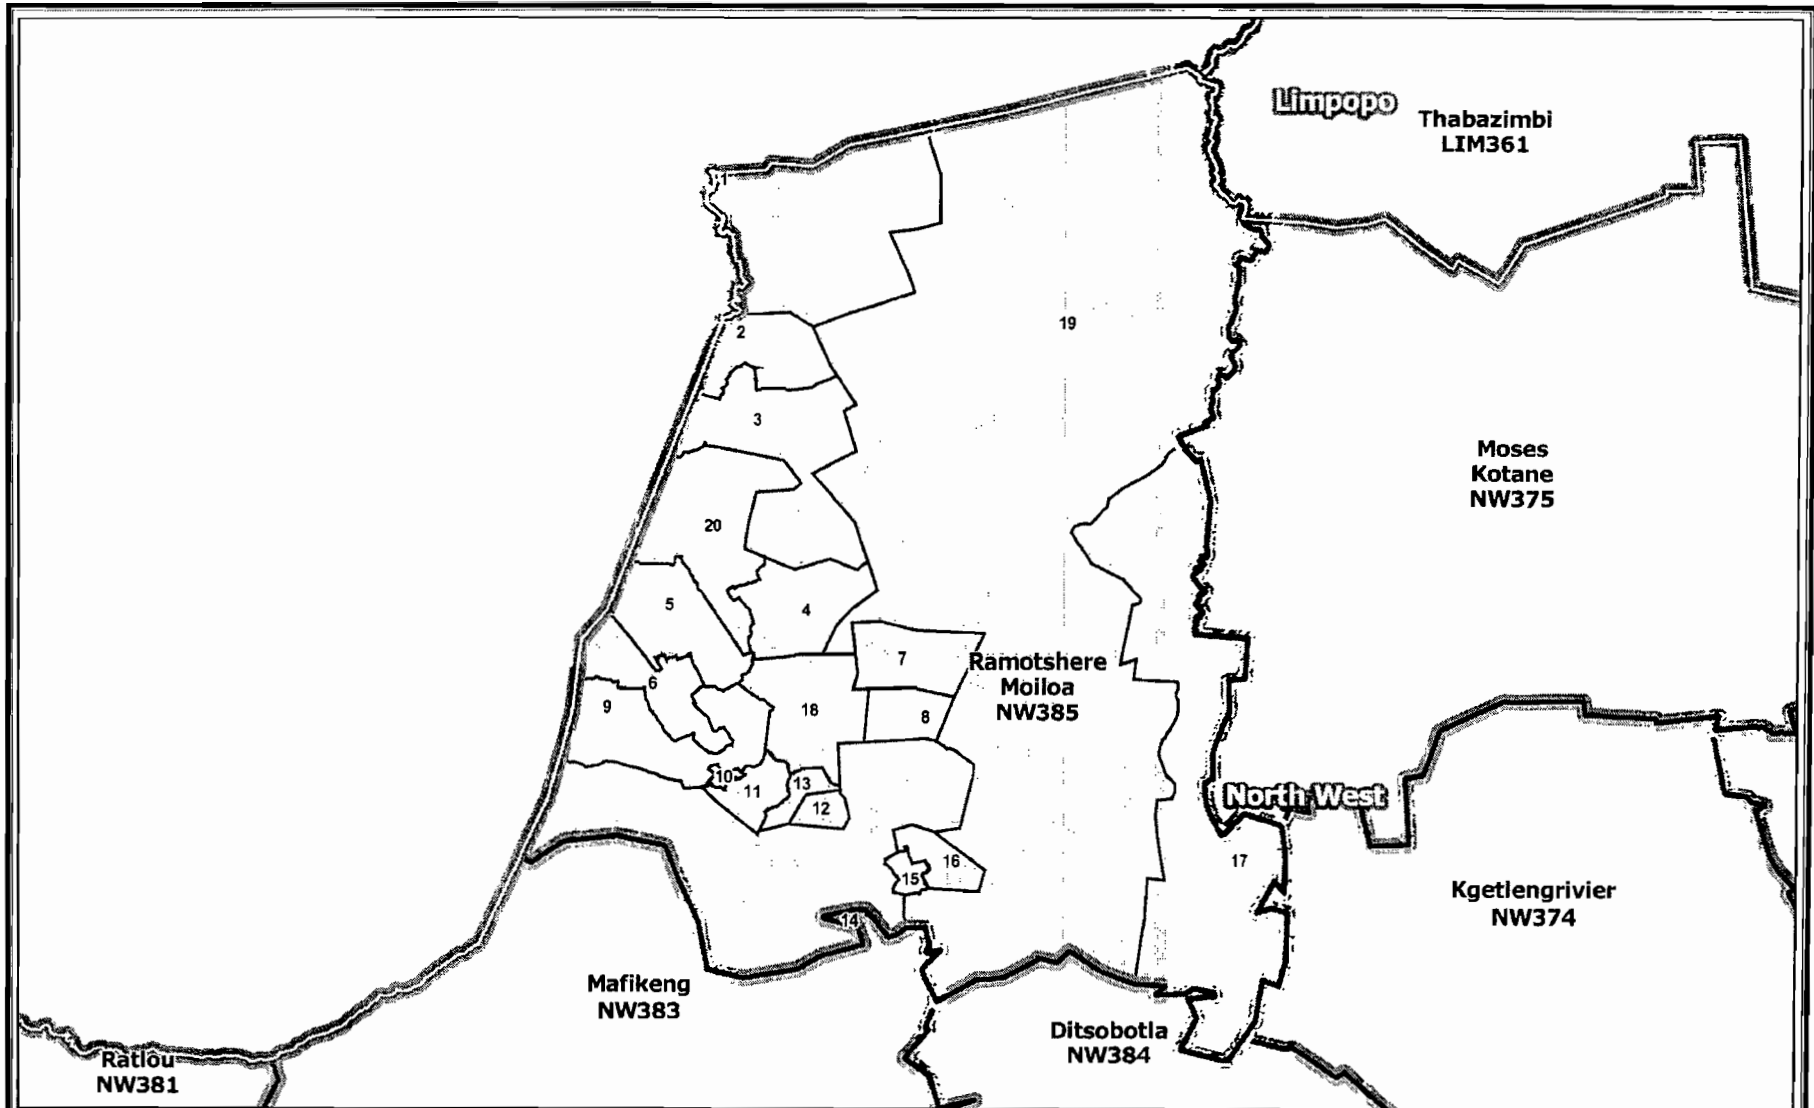 Limpopo
Thabazimbi
LIM361
1
19
2
3
Moses
Kotane
NW375
20
5
4
7
Ramotshere
Moiloa
NW385
6
9
18
8
10
11
13
12
North West
16
15
17
14
Kgetlengrivier
NW374
Mafikeng
NW383
Ditsobotla
NW384
Ratlou
NW381